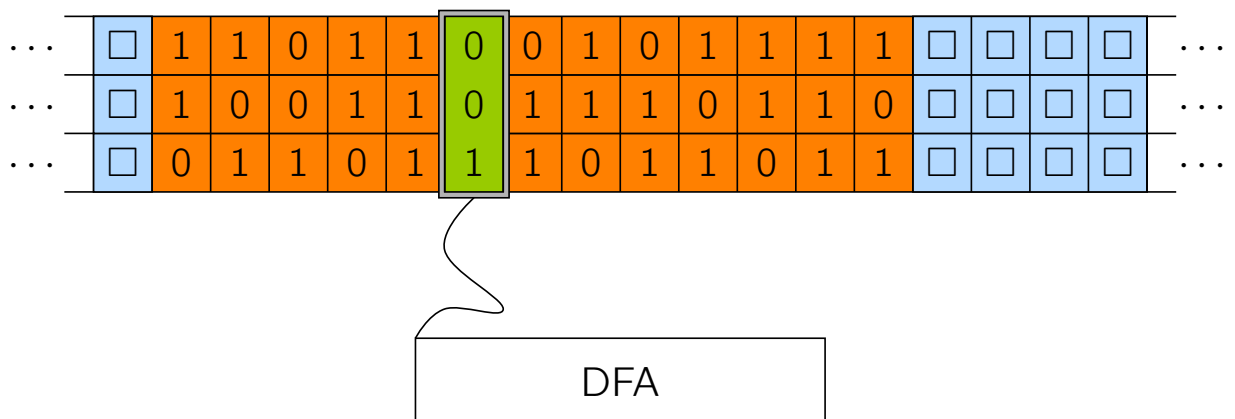 ··· □ 1 1 0 1 1 0 0 1 0 1 1 1 1 □ □ □ □ ···
··· □ 1 0 0 1 1 0 1 1 1 0 1 1 0 □ □ □ □ ···
··· □ 0 1 1 0 1 1 1 0 1 1 0 1 1 □ □ □ □ ···
DFA